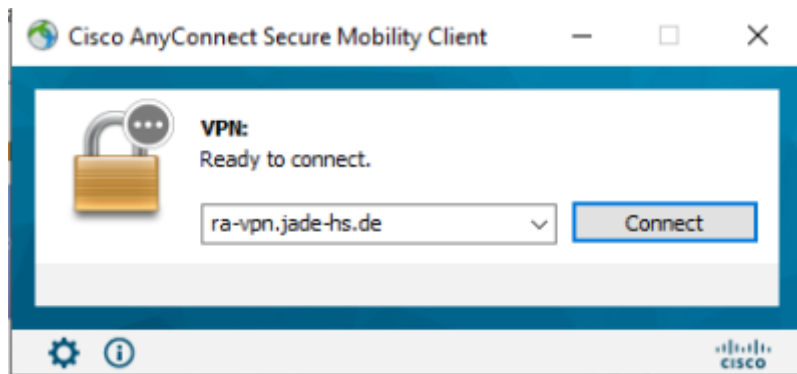 Cisco AnyConnect Secure Mobility Client
VPN:
Ready to connect.
ra-vpn.jade-hs.de
Connect
CISCO